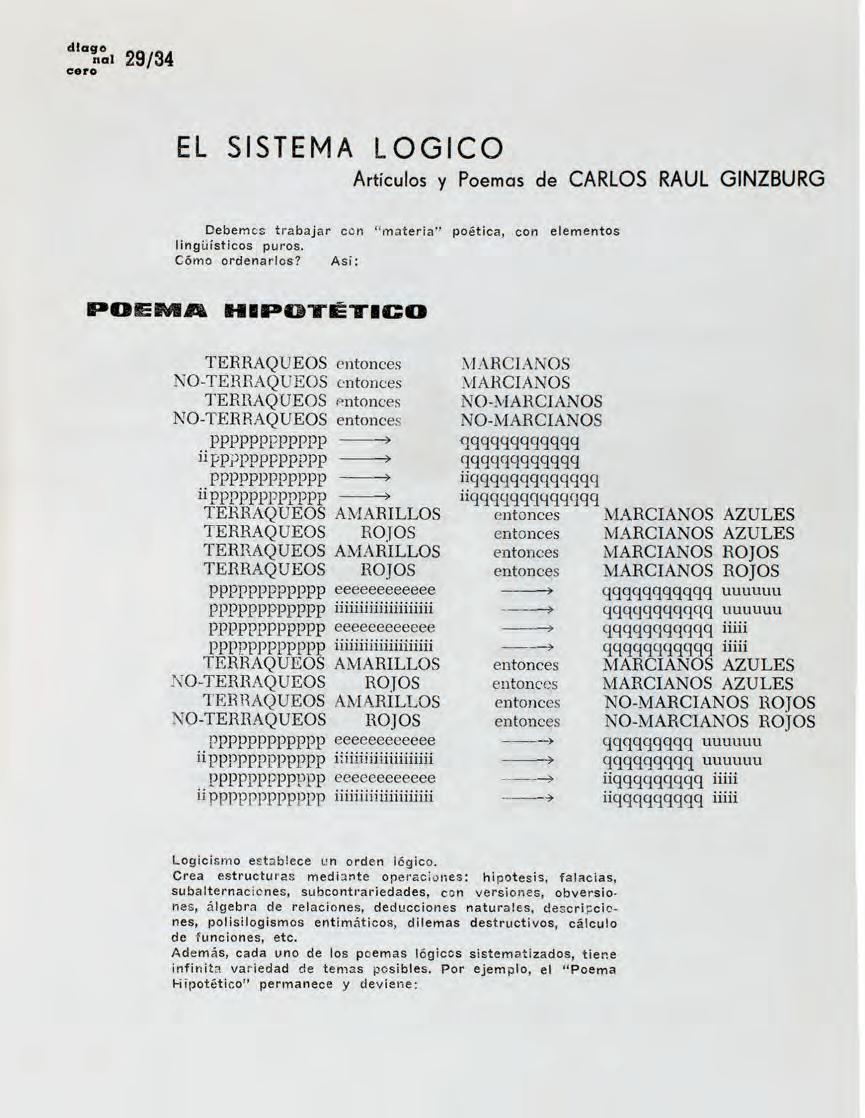 diago
nal 29/34
cero
EL SISTEMA LOGICO
Artículos y Poemas de CARLOS RAUL GINZBURG
Debemos trabajar con "materia" poética, con elementos
lingüísticos puros.
Cómo ordenarlos? Así:
POEMA HIPOTÉTICO
TERRAQUEOS entonces MARCIANOS
NO-TERRAQUEOS entonces MARCIANOS
TERRAQUEOS entonces NO-MARCIANOS
NO-TERRAQUEOS entonces NO-MARCIANOS
pppppppppppp → qqqqqqqqqqqq
iipppppppppppp → qqqqqqqqqqqq
pppppppppppp → iiqqqqqqqqqqqqq
iipppppppppppp → iiqqqqqqqqqqqqq
TERRAQUEOS AMARILLOS entonces MARCIANOS AZULES
TERRAQUEOS ROJOS entonces MARCIANOS AZULES
TERRAQUEOS AMARILLOS entonces MARCIANOS ROJOS
TERRAQUEOS ROJOS entonces MARCIANOS ROJOS
pppppppppppp eeeeeeeeeeee → qqqqqqqqqqq uuuuuu
pppppppppppp iiiiiiiiiiiiiiiiiiii → qqqqqqqqqqq uuuuuu
pppppppppppp eeeeeeeeeeee → qqqqqqqqqqq iiiii
pppppppppppp iiiiiiiiiiiiiiiiiiii → qqqqqqqqqqq iiiii
TERRAQUEOS AMARILLOS entonces MARCIANOS AZULES
NO-TERRAQUEOS ROJOS entonces MARCIANOS AZULES
TERRAQUEOS AMARILLOS entonces NO-MARCIANOS ROJOS
NO-TERRAQUEOS ROJOS entonces NO-MARCIANOS ROJOS
pppppppppppp eeeeeeeeeeee → qqqqqqqqq uuuuuu
iipppppppppppp iiiiiiiiiiiiiiiiiiii → qqqqqqqqq uuuuuu
pppppppppppp eeeeeeeeeeee → iiqqqqqqqqq iiiii
iipppppppppppp iiiiiiiiiiiiiiiiiiii → iiqqqqqqqqq iiiii
Logicismo establece un orden lógico.
Crea estructuras mediante operaciones: hipotesis, falacias,
subalternaciones, subcontrariedades, con versiones, obversio-
nes, álgebra de relaciones, deducciones naturales, descripcio-
nes, polisilogismos entimáticos, dilemas destructivos, cálculo
de funciones, etc.
Además, cada uno de los poemas lógicos sistematizados, tiene
infinita variedad de temas posibles. Por ejemplo, el "Poema
Hipotético" permanece y deviene: